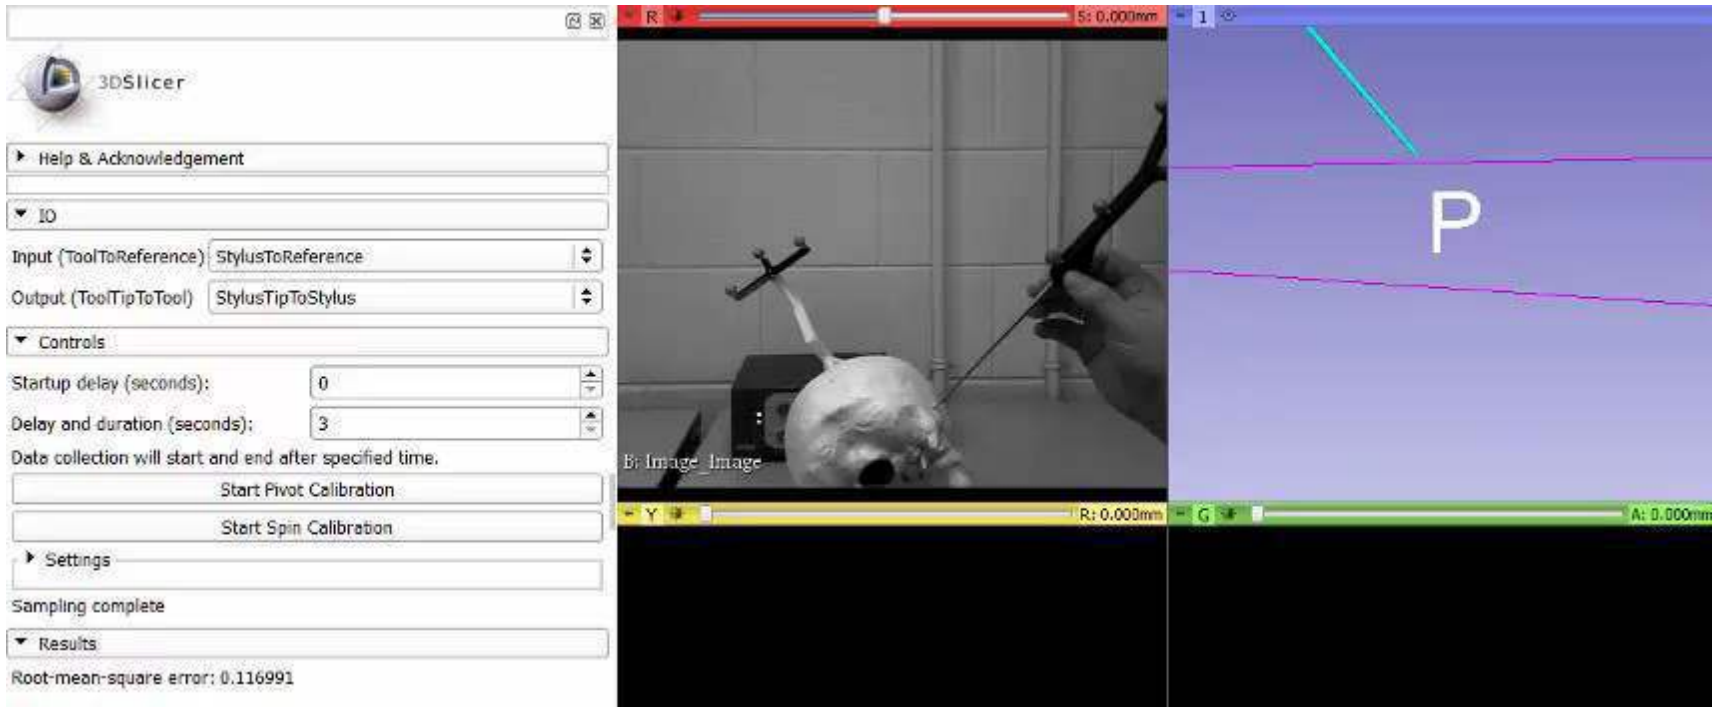 3DSlicer
Help & Acknowledgement
IO
Input (ToolToReference) StylusToReference
Output (ToolTipToTool) StylusTipToStylus
Controls
Startup delay (seconds): 0
Delay and duration (seconds): 3
Data collection will start and end after specified time.
Start Pivot Calibration
Start Spin Calibration
Settings
Sampling complete
Results
Root-mean-square error: 0.116991
R S: 0.000mm
B: Image_Image
1
P
Y R: 0.000mm
G A: 0.000mm